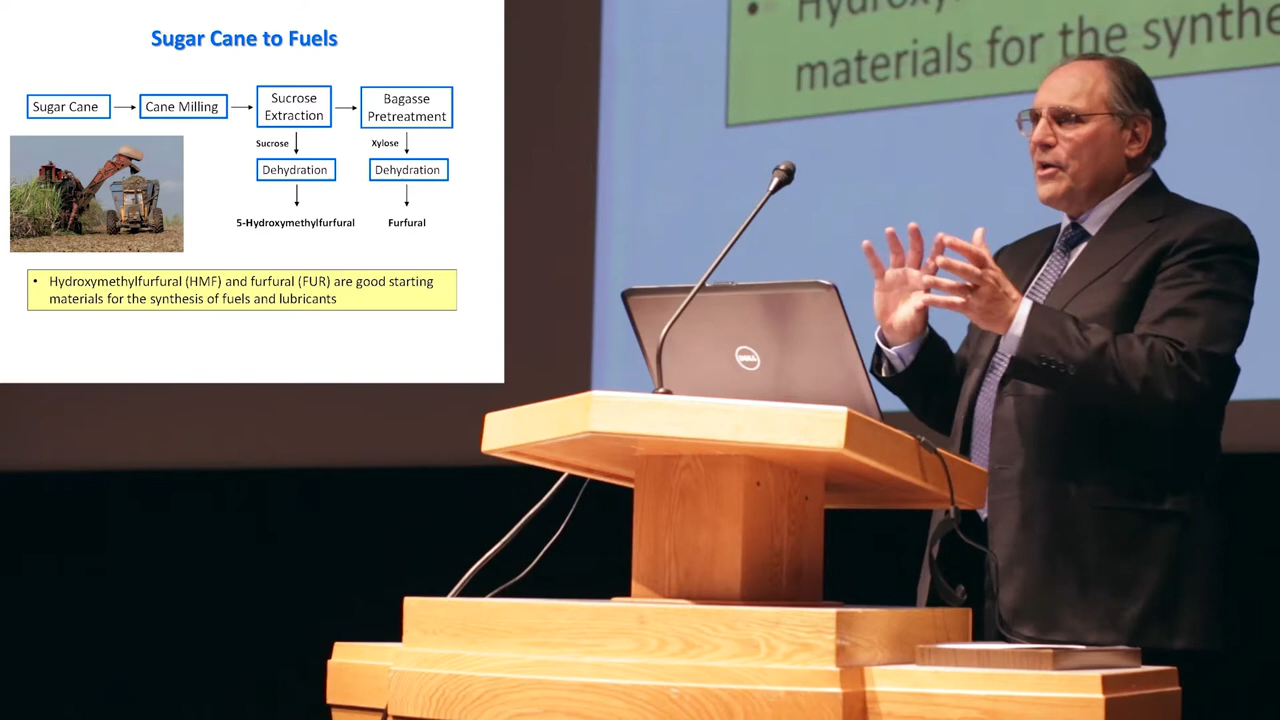 Sugar Cane to Fuels
Sugar Cane
Cane Milling
Sucrose
Extraction
Bagasse
Pretreatment
Sucrose
Xylose
Dehydration
Dehydration
5-Hydroxymethylfurfural
Furfural
• Hydroxymethylfurfural (HMF) and furfural (FUR) are good starting
materials for the synthesis of fuels and lubricants
materials for the synthe
DELL